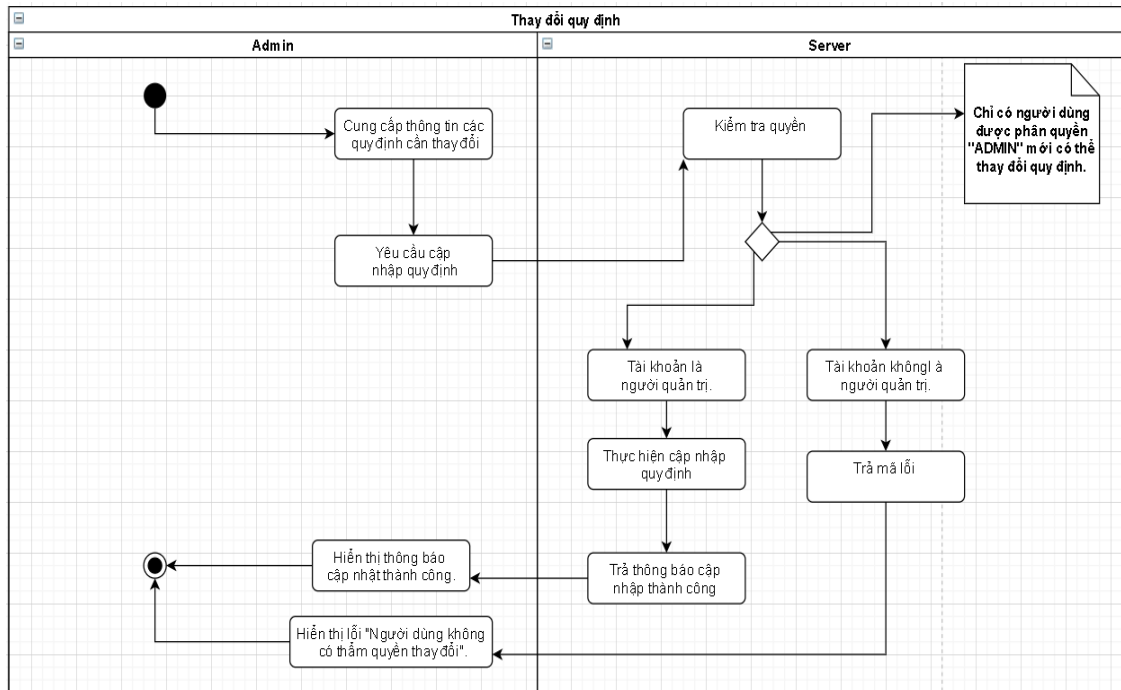 Thay đổi quy định
Admin
Server
Cung cấp thông tin các
quy định cần thay đổi
Kiểm tra quyền
Chỉ có người dùng
được phân quyền
"ADMIN" mới có thể
thay đổi quy định.
Yêu cầu cập
nhập quy định
Tài khoản là
người quản trị.
Tài khoản khôngl à
người quản trị.
Thực hiện cập nhập
quy định
Trả mã lỗi
Hiển thị thông báo
cập nhật thành công.
Trả thông báo cập
nhập thành công
Hiển thị lỗi "Người dùng không
có thẩm quyền thay đổi".